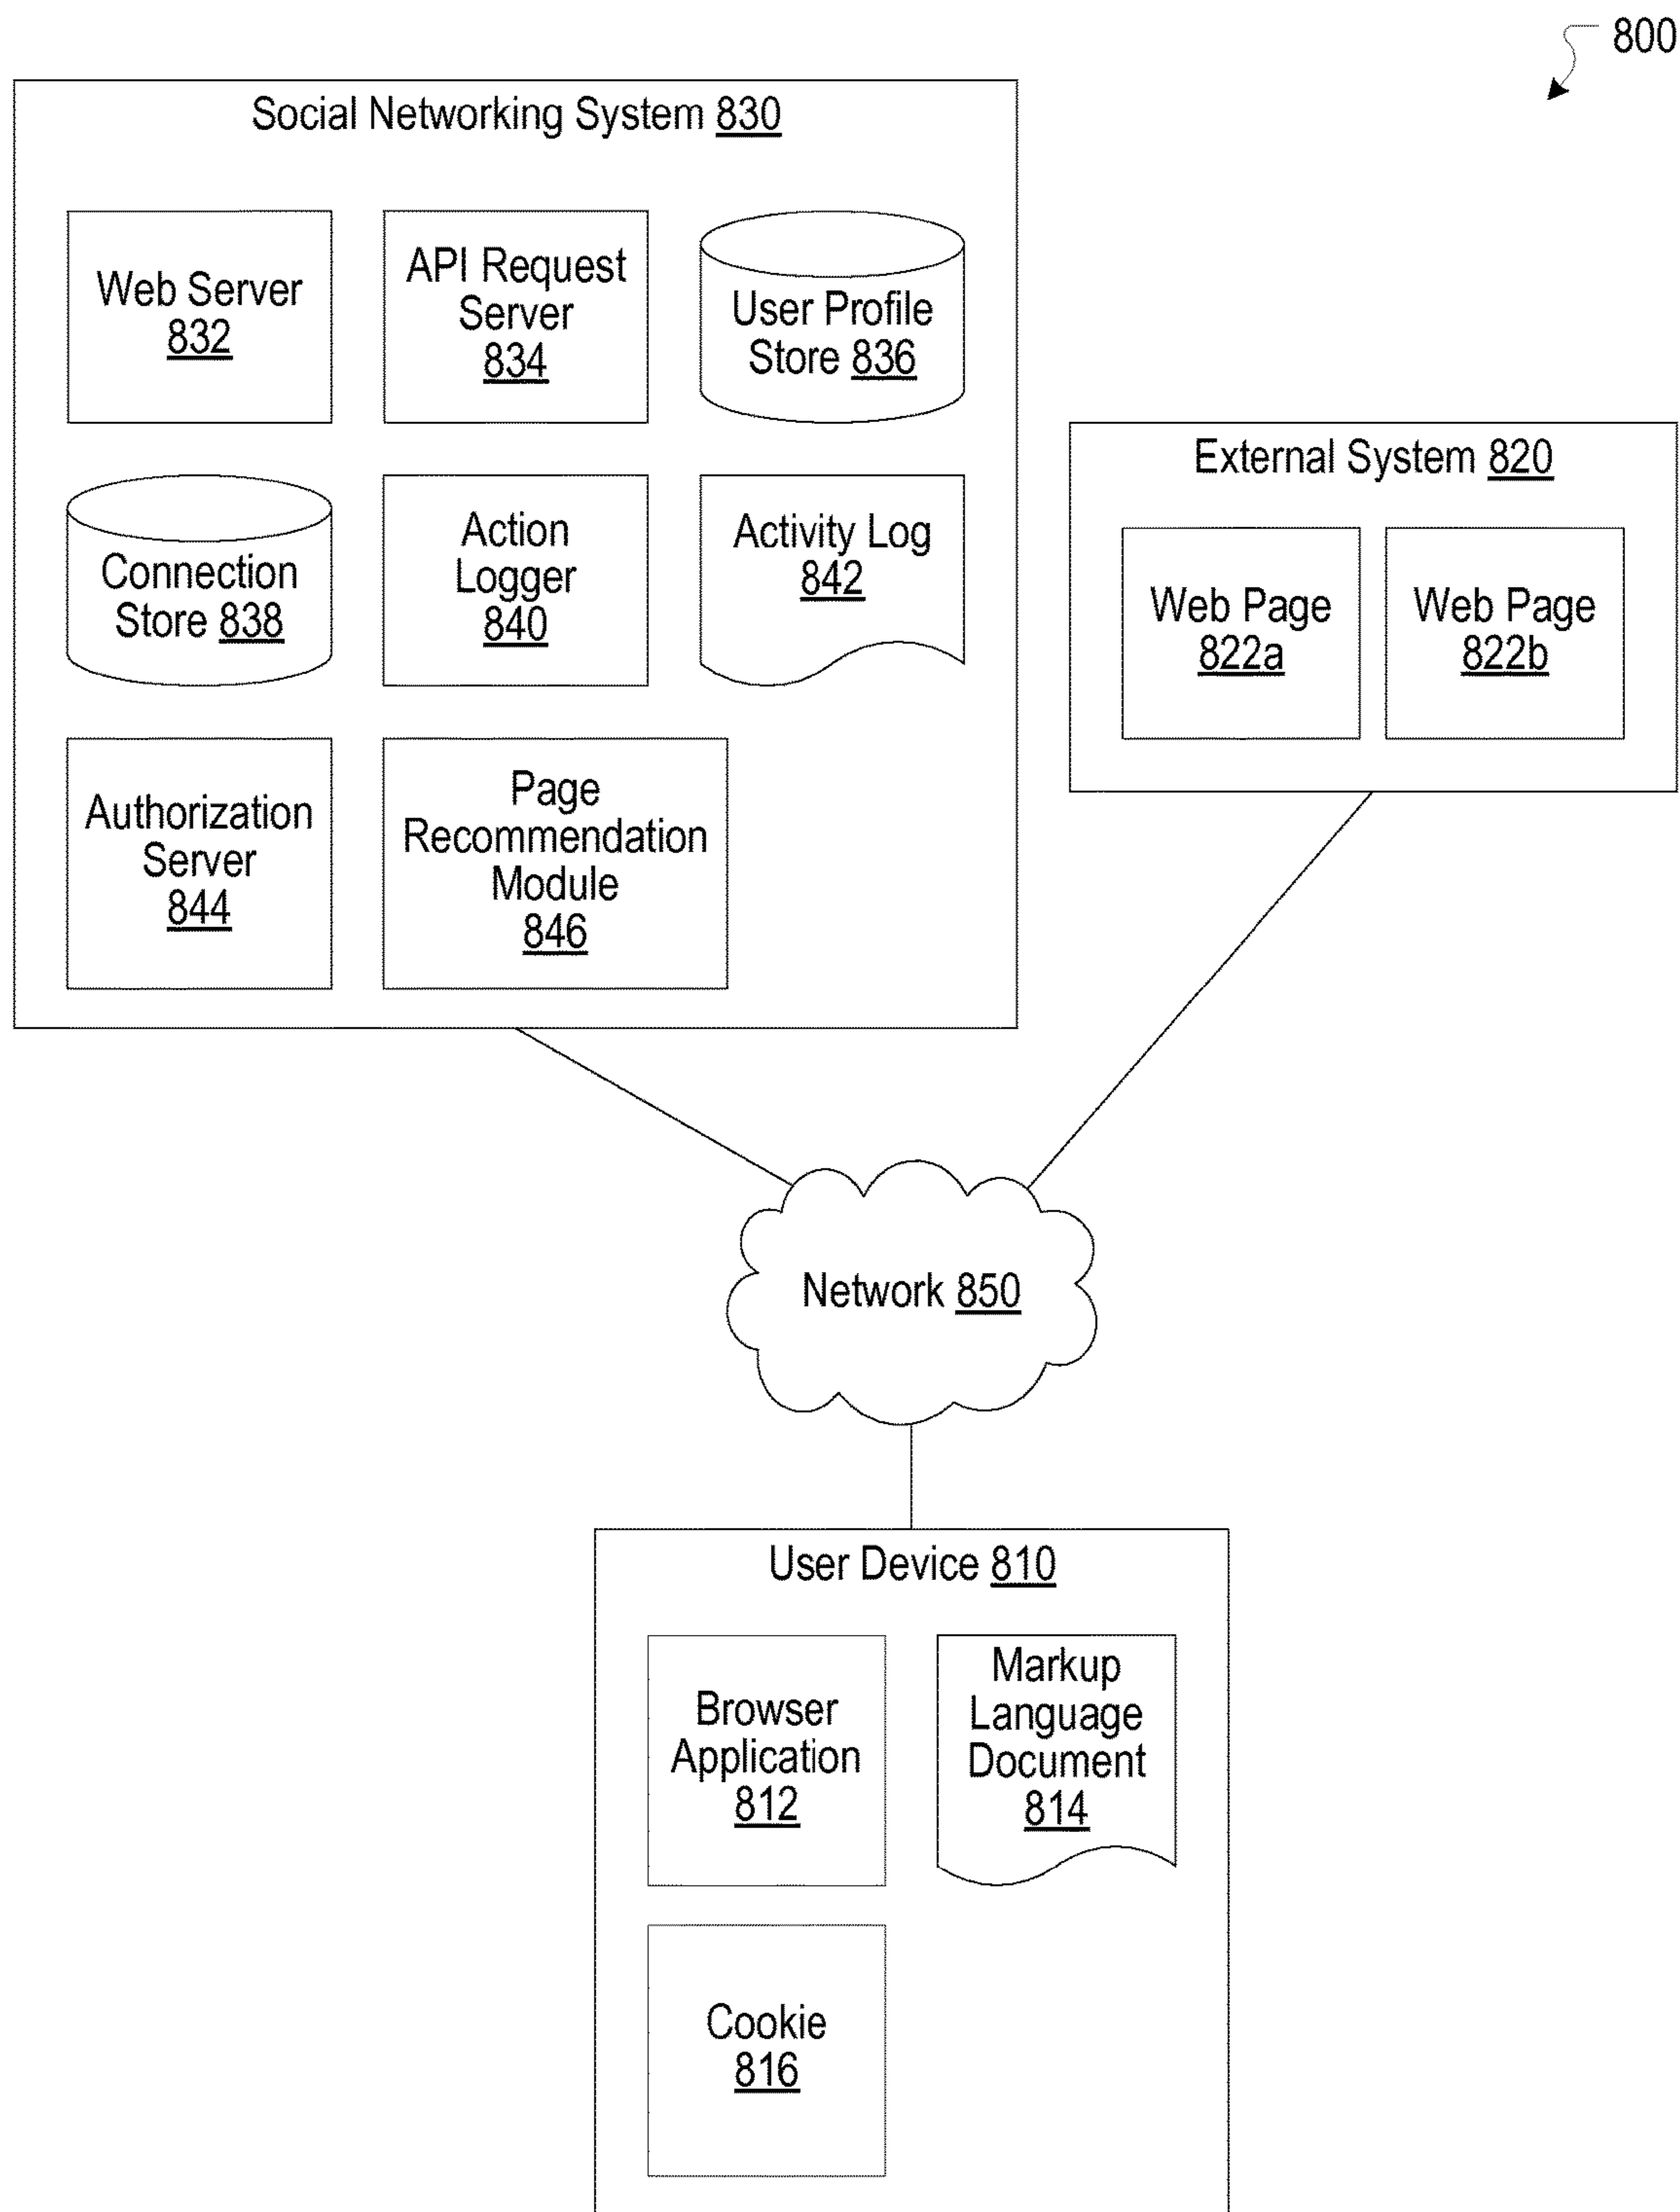 800
Social Networking System 830
Web Server
832
API Request
Server
834
User Profile
Store 836
Connection
Store 838
Action
Logger
840
Activity Log
842
Authorization
Server
844
Page
Recommendation
Module
846
External System 820
Web Page
822a
Web Page
822b
Network 850
User Device 810
Browser
Application
812
Markup
Language
Document
814
Cookie
816